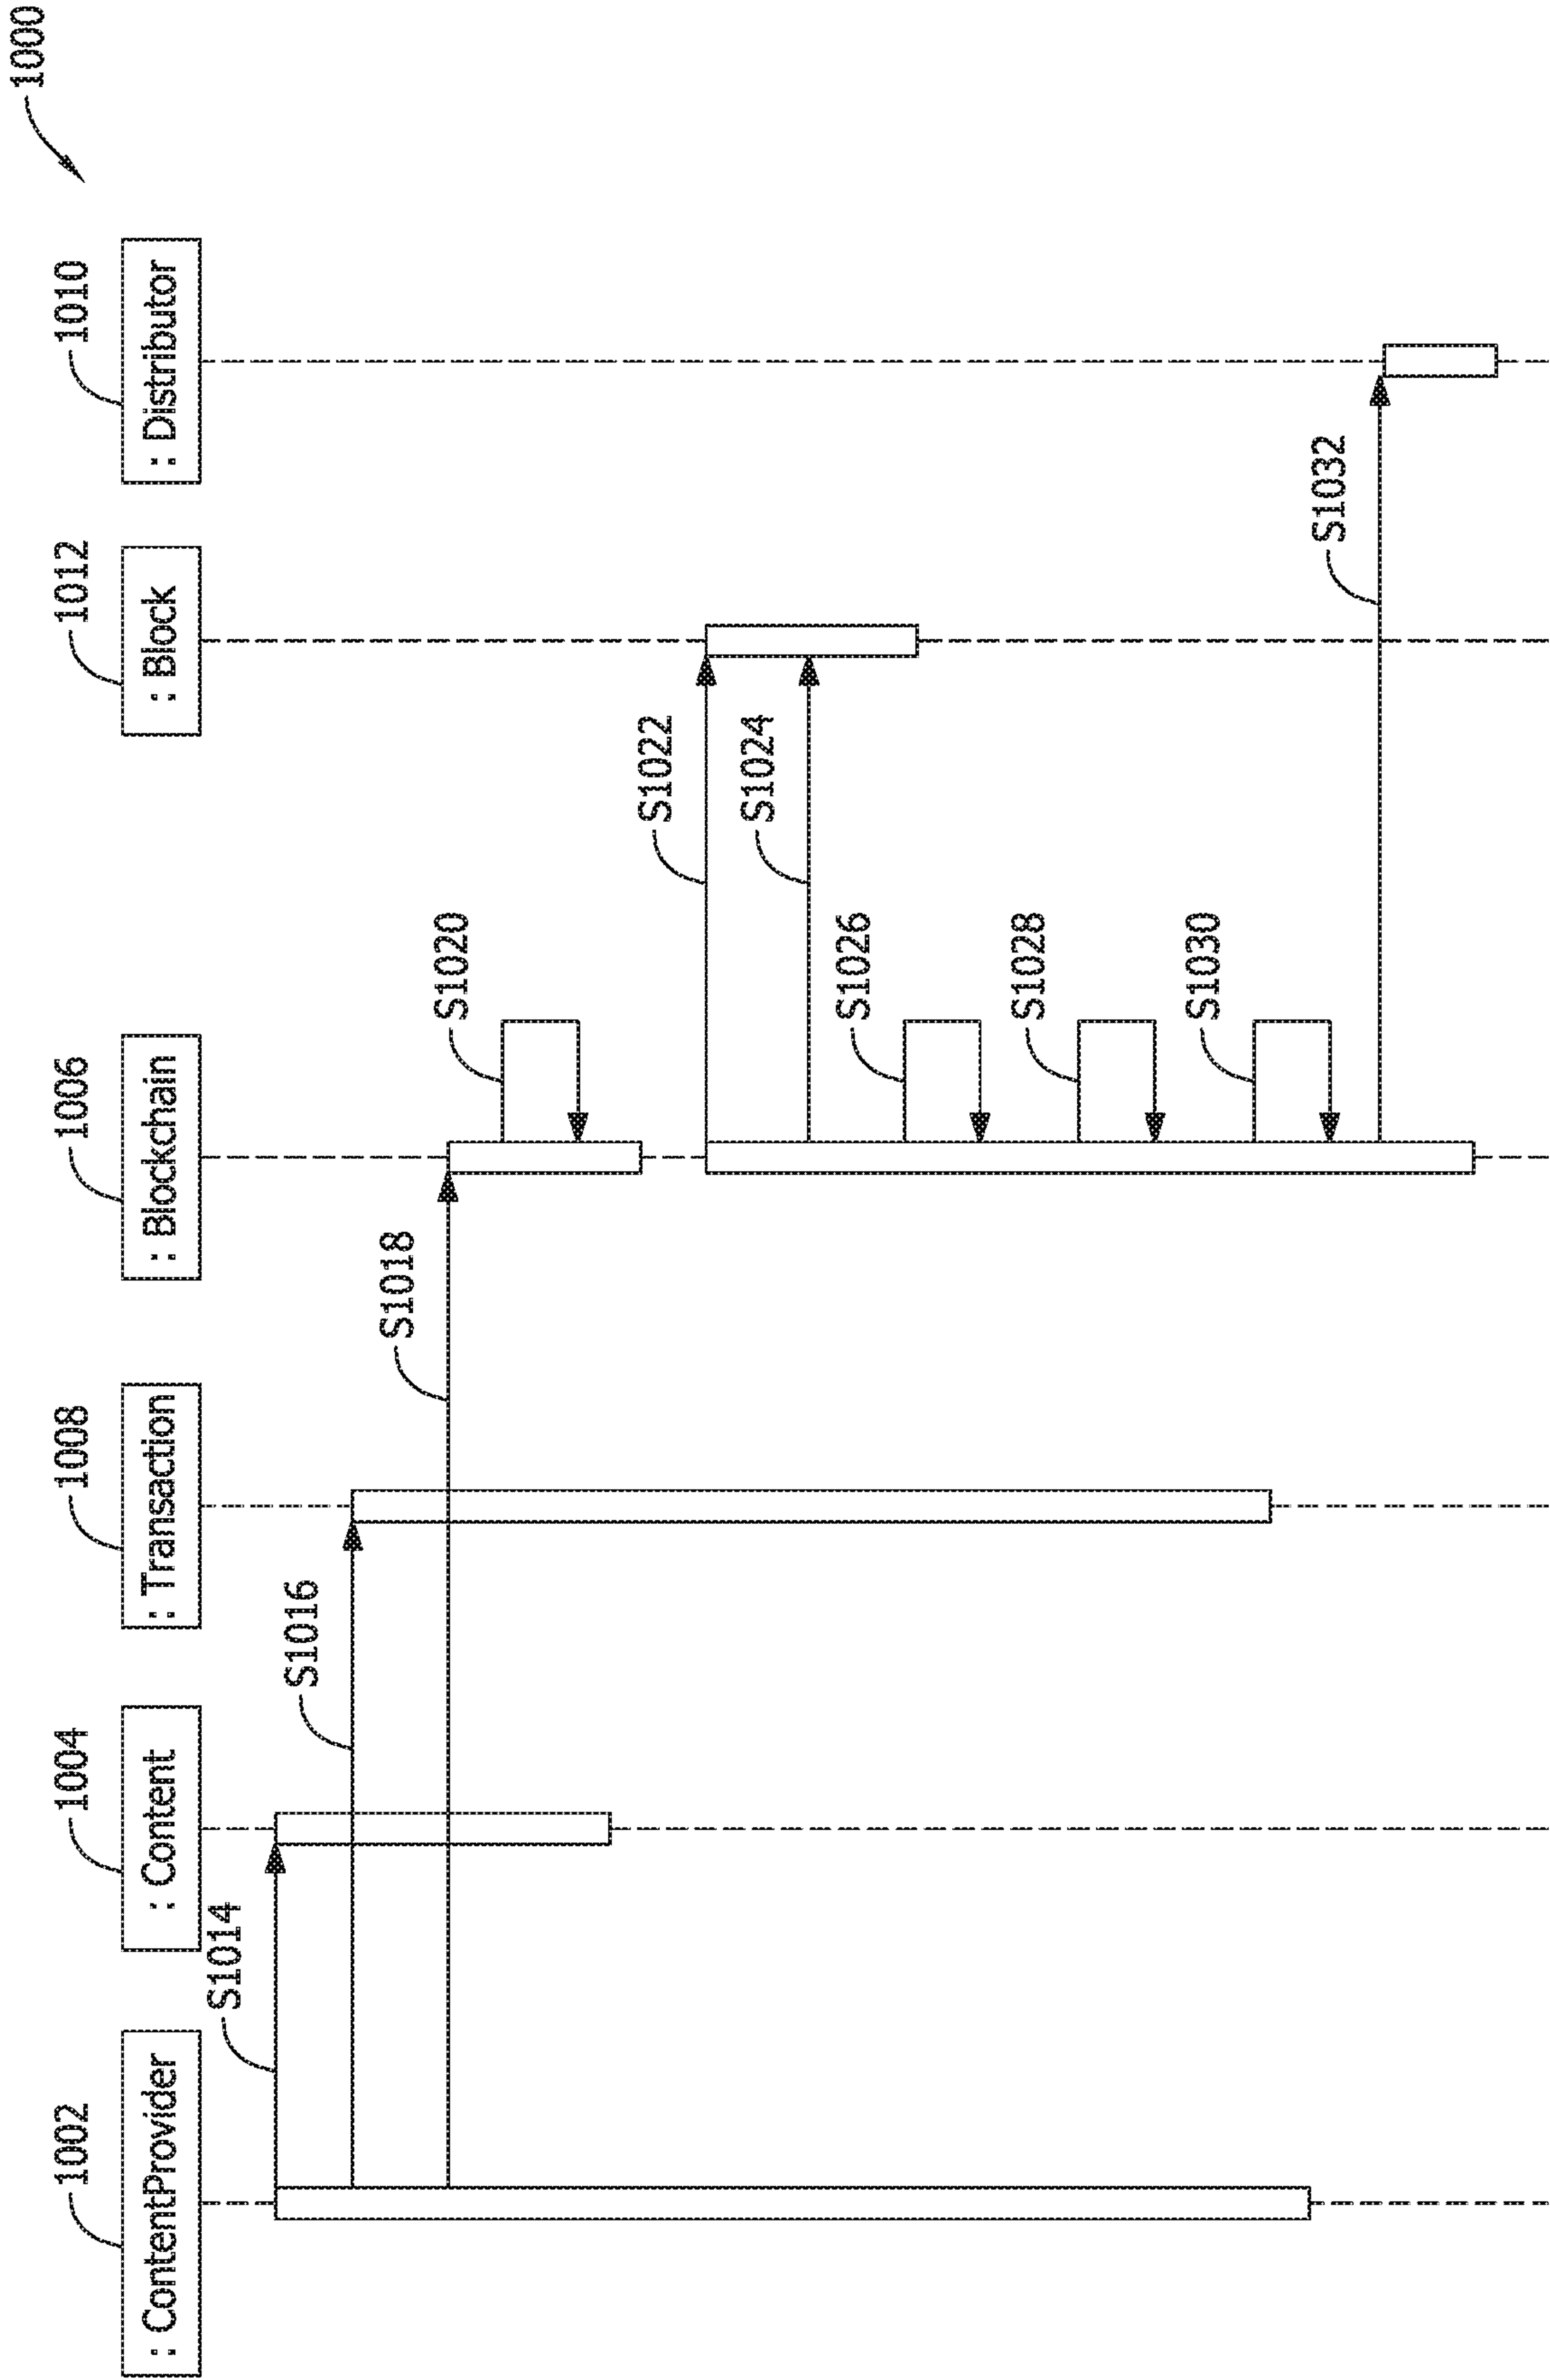 1000
1002
1004
1008
1006
1012
1010
: ContentProvider
: Content
: Transaction
: Blockchain
: Block
: Distributor
S1014
S1016
S1018
S1020
S1022
S1024
S1026
S1028
S1030
S1032